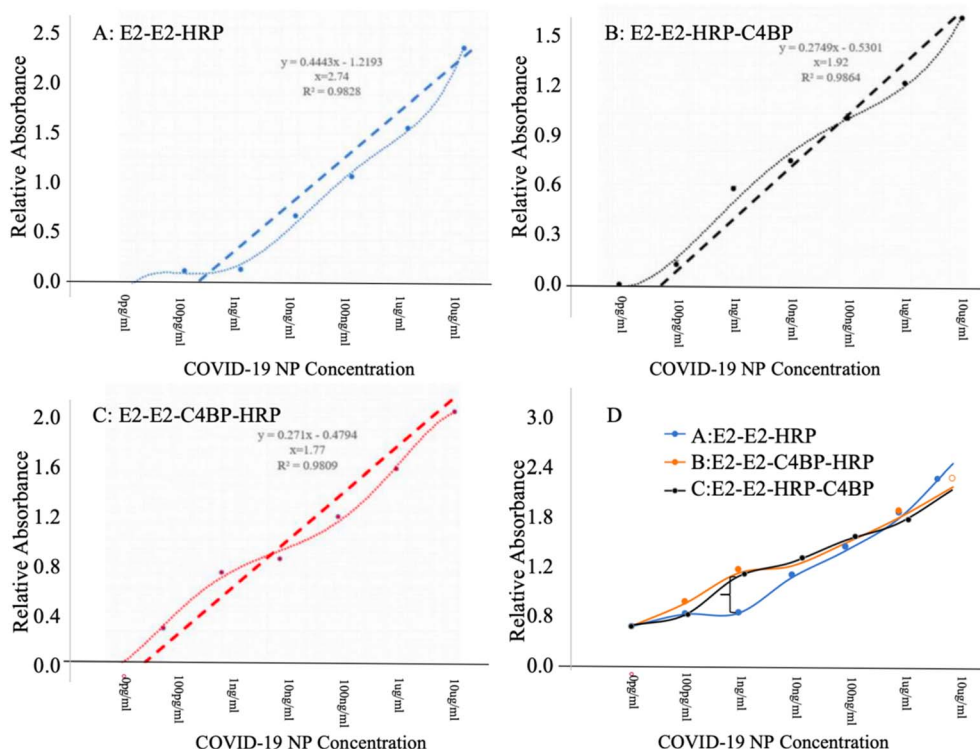 A: E2-E2-HRP
y = 0.4443x - 1.2193
x=2.74
R² = 0.9828
Relative Absorbance
2.5
2.0
1.5
1.0
0.5
0.0
0pg/ml
100pg/ml
1ng/ml
10ng/ml
100ng/ml
1ug/ml
10ug/ml
COVID-19 NP Concentration
B: E2-E2-HRP-C4BP
y = 0.2749x - 0.5301
x=1.92
R² = 0.9864
Relative Absorbance
1.5
1.2
0.9
0.6
0.3
0.0
0pg/ml
100pg/ml
1ng/ml
10ng/ml
100ng/ml
1ug/ml
10ug/ml
COVID-19 NP Concentration
C: E2-E2-C4BP-HRP
y = 0.271x - 0.4794
x=1.77
R² = 0.9809
Relative Absorbance
2.0
1.6
1.2
0.8
0.4
0.0
0pg/ml
100pg/ml
1ng/ml
10ng/ml
100ng/ml
1ug/ml
10ug/ml
COVID-19 NP Concentration
D
A:E2-E2-HRP
B:E2-E2-C4BP-HRP
C:E2-E2-HRP-C4BP
Relative Absorbance
3.0
2.4
1.8
1.2
0.8
0.0
0pg/ml
100pg/ml
1ng/ml
10ng/ml
100ng/ml
1ug/ml
10ug/ml
COVID-19 NP Concentration